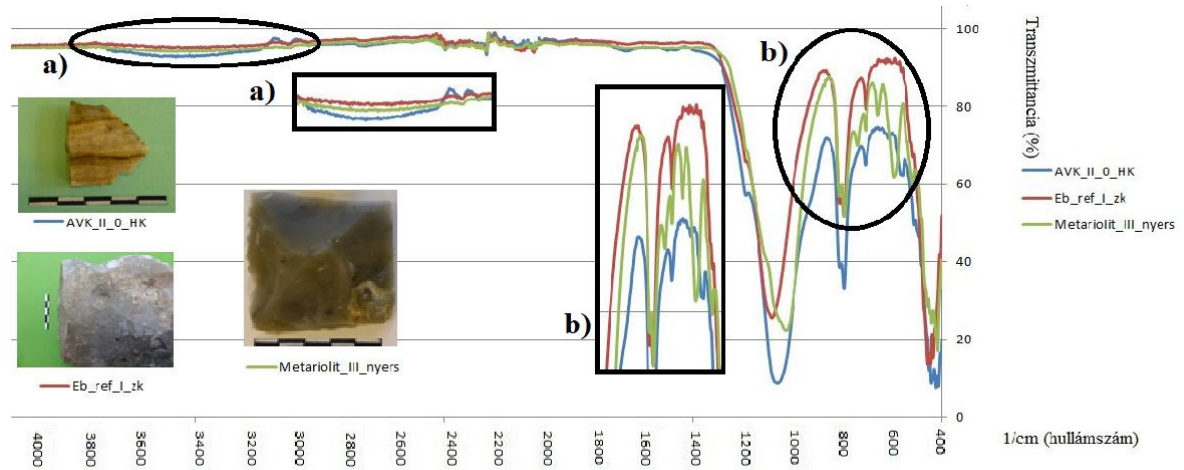 a)
a)
b)
b)
100
80
60
40
20
0
Transzmittancia (%)
AVK_II_0_HK
Eb_ref_I_zk
Metariolit_III_nyers
AVK_II_0_HK
Eb_ref_I_zk
Metariolit_III_nyers
4000
3800
3600
3400
3200
3000
2800
2600
2400
2200
2000
1800
1600
1400
1200
1000
800
600
400
1/cm (hullámszám)